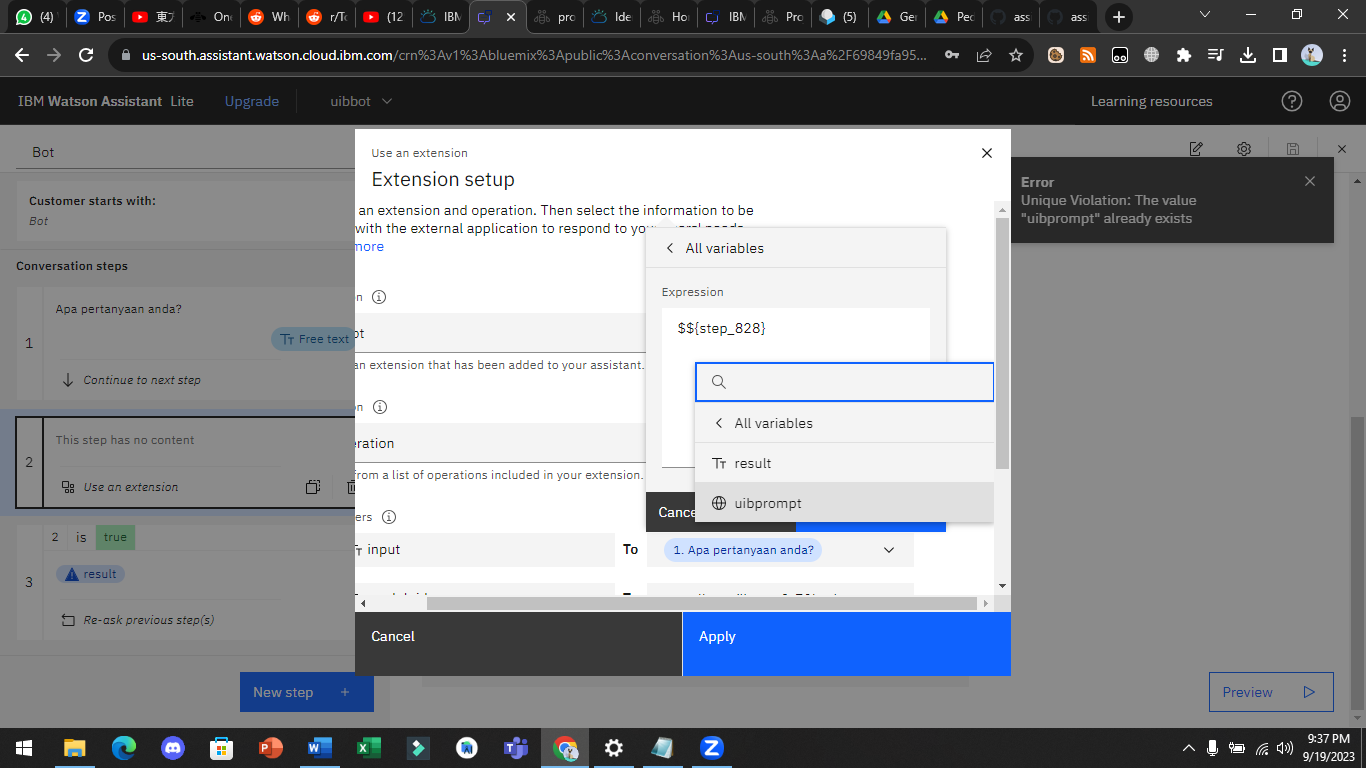 (4)
Pos
東方
(12
One
Wh
r/To
IBM
pro
Ide
Hor
IBM
Pro
(5)
Ger
Ped
assi
assi
us-south.assistant.watson.cloud.ibm.com/crn%3Av1%3Abluemix%3Apublic%3Aconversation%3Aus-south%3Aa%2F69849fa95...
IBM Watson Assistant Lite
Upgrade
uibbot
Learning resources
Bot
Customer starts with:
Bot
Conversation steps
1
Apa pertanyaan anda?
Free text
Continue to next step
2
This step has no content
Use an extension
3
2 is true
result
Re-ask previous step(s)
New step +
Use an extension
Extension setup
an extension and operation. Then select the information to be
with the external application to respond to you
more
n
ot
an extension that has been added to your assistant.
on
eration
from a list of operations included in your extension.
ers
input
To
1. Apa pertanyaan anda?
All variables
Expression
$${step_828}
Cance
All variables
result
uibprompt
Cancel
Apply
Error
Unique Violation: The value
"uibprompt" already exists
Preview
9:37 PM
9/19/2023